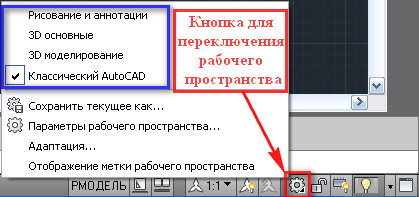 Рисование и аннотации
3D основные
3D моделирование
Классический AutoCAD
Сохранить текущее как...
Параметры рабочего пространства...
Адаптация...
Отображение метки рабочего пространства
Кнопка для
переключения
рабочего
пространства
РМОДЕЛЬ
1:1